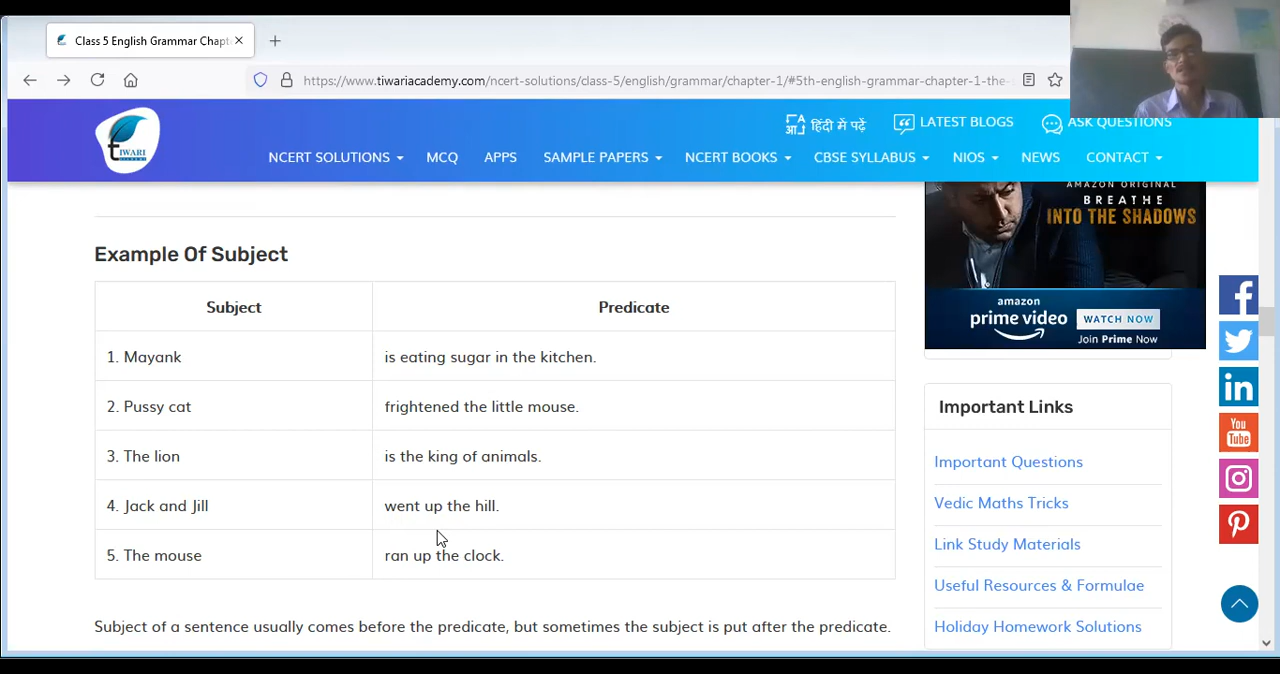 Class 5 English Grammar Chapt
https://www.tiwariacademy.com/ncert-solutions/class-5/english/grammar/chapter-1/#5th-english-grammar-chapter-1-the-
हिंदी में पढ़ें
LATEST BLOGS
ASK QUESTIONS
TIWARI
ACADEMY
NCERT SOLUTIONS
MCQ
APPS
SAMPLE PAPERS
NCERT BOOKS
CBSE SYLLABUS
NIOS
NEWS
CONTACT
AMAZON ORIGINAL
BREATHE
INTO THE SHADOWS
amazon
prime video
WATCH NOW
Join Prime Now
Example Of Subject
Subject Predicate
1. Mayank is eating sugar in the kitchen.
2. Pussy cat frightened the little mouse.
3. The lion is the king of animals.
4. Jack and Jill went up the hill.
5. The mouse ran up the clock.
Subject of a sentence usually comes before the predicate, but sometimes the subject is put after the predicate.
Important Links
Important Questions
Vedic Maths Tricks
Link Study Materials
Useful Resources & Formulae
Holiday Homework Solutions
f
in
You
Tube